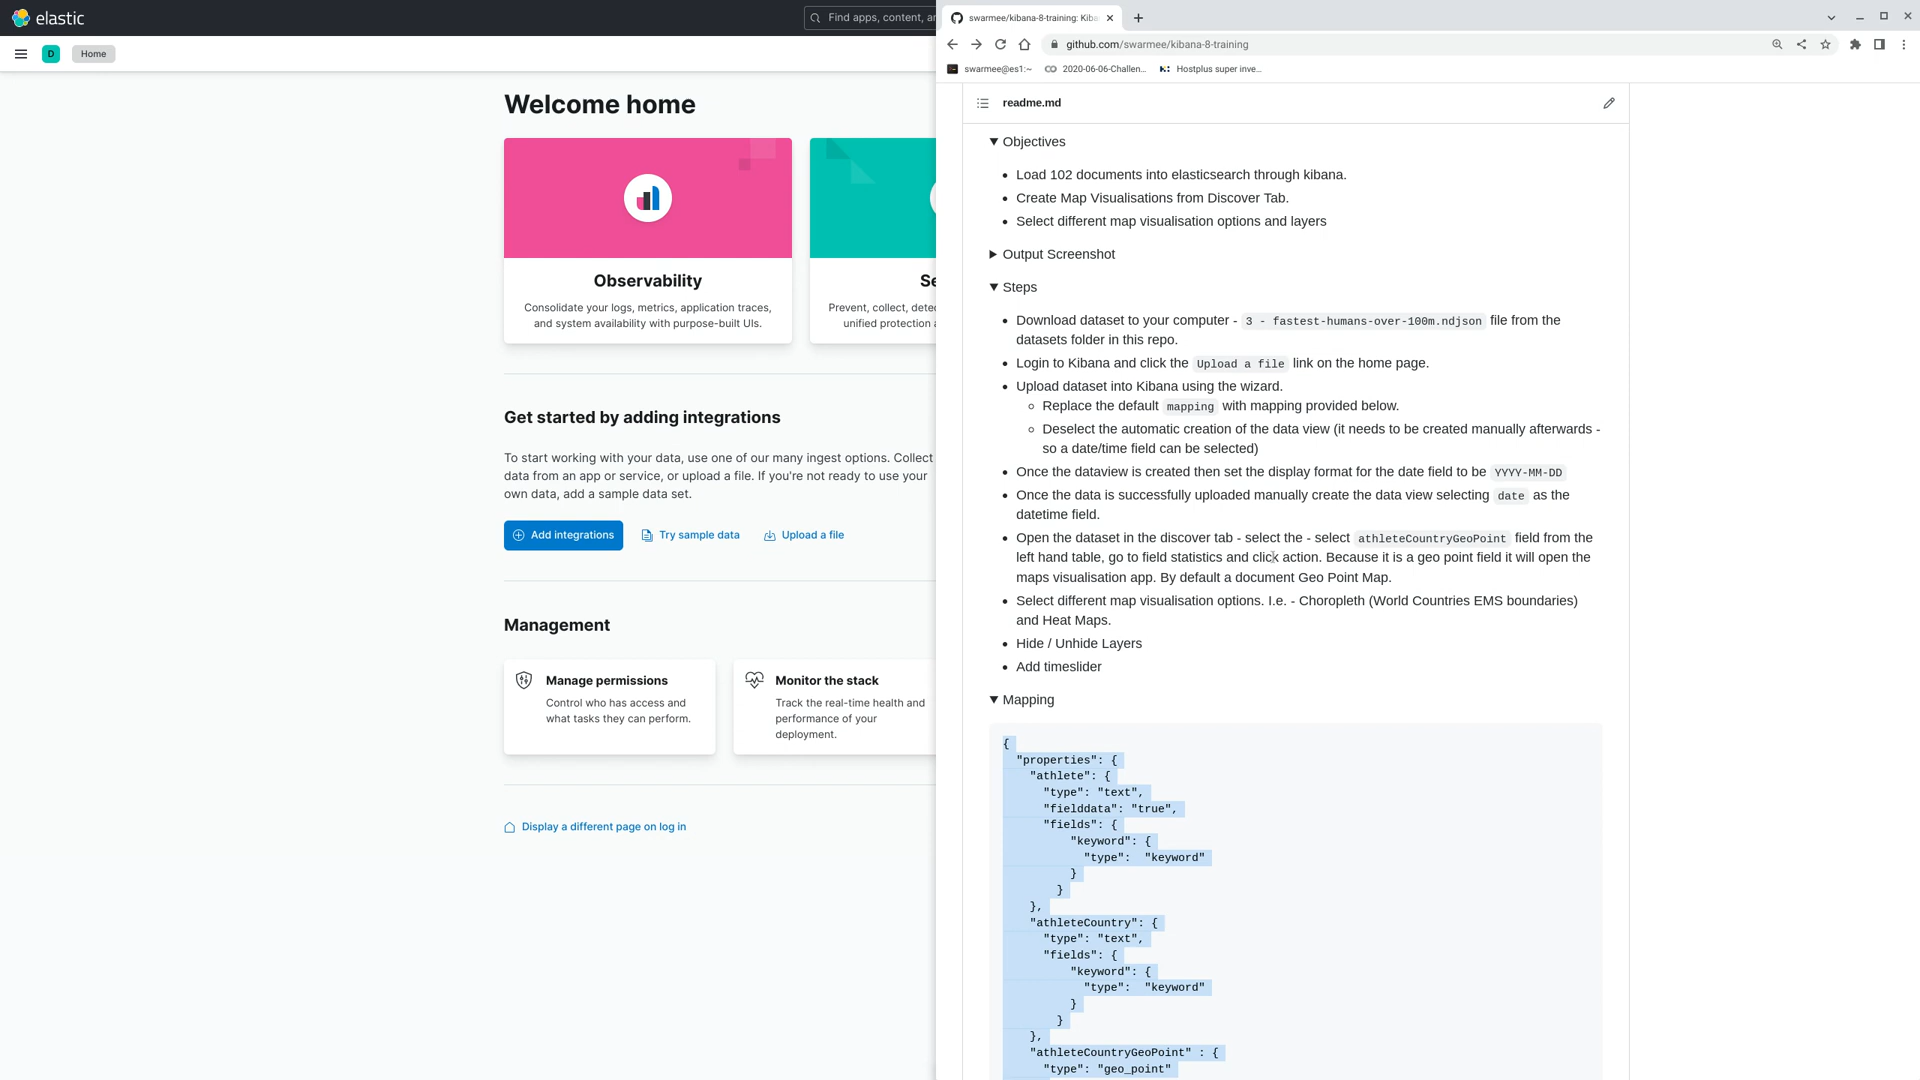 elastic
Find apps, content, an
D
Home
Welcome home
Observability
Consolidate your logs, metrics, application traces,
and system availability with purpose-built UIs.
Se
Prevent, collect, detec
unified protection a
Get started by adding integrations
To start working with your data, use one of our many ingest options. Collect
data from an app or service, or upload a file. If you're not ready to use your
own data, add a sample data set.
Add integrations
Try sample data
Upload a file
Management
Manage permissions
Control who has access and
what tasks they can perform.
Monitor the stack
Track the real-time health and
performance of your
deployment.
Display a different page on log in
swarmee/kibana-8-training: Kiba
github.com/swarmee/kibana-8-training
swarmee@es1:~
2020-06-06-Challen...
Hostplus super inve...
readme.md
Objectives
Load 102 documents into elasticsearch through kibana.
Create Map Visualisations from Discover Tab.
Select different map visualisation options and layers
Output Screenshot
Steps
Download dataset to your computer - 3 - fastest-humans-over-100m.ndjson file from the
datasets folder in this repo.
Login to Kibana and click the Upload a file link on the home page.
Upload dataset into Kibana using the wizard.
Replace the default mapping with mapping provided below.
Deselect the automatic creation of the data view (it needs to be created manually afterwards -
so a date/time field can be selected)
Once the dataview is created then set the display format for the date field to be YYYY-MM-DD
Once the data is successfully uploaded manually create the data view selecting date as the
datetime field.
Open the dataset in the discover tab - select the - select athleteCountryGeoPoint field from the
left hand table, go to field statistics and click action. Because it is a geo point field it will open the
maps visualisation app. By default a document Geo Point Map.
Select different map visualisation options. I.e. - Choropleth (World Countries EMS boundaries)
and Heat Maps.
Hide / Unhide Layers
Add timeslider
Mapping
{
"properties": {
"athlete": {
"type": "text",
"fielddata": "true",
"fields": {
"keyword": {
"type":  "keyword"
}
}
},
"athleteCountry": {
"type": "text",
"fields": {
"keyword": {
"type":  "keyword"
}
}
},
"athleteCountryGeoPoint" : {
"type": "geo_point"